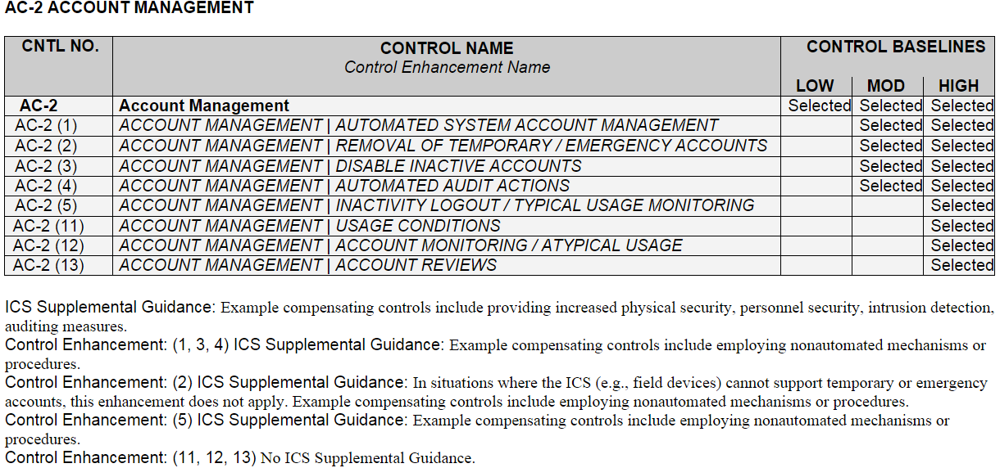 AC-2 ACCOUNT MANAGEMENT
CNTL NO. CONTROL NAME CONTROL BASELINES
Control Enhancement Name
LOW MOD HIGH
AC-2 Account Management Selected Selected Selected
AC-2 (1) ACCOUNT MANAGEMENT | AUTOMATED SYSTEM ACCOUNT MANAGEMENT Selected Selected
AC-2 (2) ACCOUNT MANAGEMENT | REMOVAL OF TEMPORARY / EMERGENCY ACCOUNTS Selected Selected
AC-2 (3) ACCOUNT MANAGEMENT | DISABLE INACTIVE ACCOUNTS Selected Selected
AC-2 (4) ACCOUNT MANAGEMENT | AUTOMATED AUDIT ACTIONS Selected Selected
AC-2 (5) ACCOUNT MANAGEMENT | INACTIVITY LOGOUT / TYPICAL USAGE MONITORING Selected
AC-2 (11) ACCOUNT MANAGEMENT | USAGE CONDITIONS Selected
AC-2 (12) ACCOUNT MANAGEMENT | ACCOUNT MONITORING / ATYPICAL USAGE Selected
AC-2 (13) ACCOUNT MANAGEMENT | ACCOUNT REVIEWS Selected
ICS Supplemental Guidance: Example compensating controls include providing increased physical security, personnel security, intrusion detection,
auditing measures.
Control Enhancement: (1, 3, 4) ICS Supplemental Guidance: Example compensating controls include employing nonautomated mechanisms or
procedures.
Control Enhancement: (2) ICS Supplemental Guidance: In situations where the ICS (e.g., field devices) cannot support temporary or emergency
accounts, this enhancement does not apply. Example compensating controls include employing nonautomated mechanisms or procedures.
Control Enhancement: (5) ICS Supplemental Guidance: Example compensating controls include employing nonautomated mechanisms or
procedures.
Control Enhancement: (11, 12, 13) No ICS Supplemental Guidance.